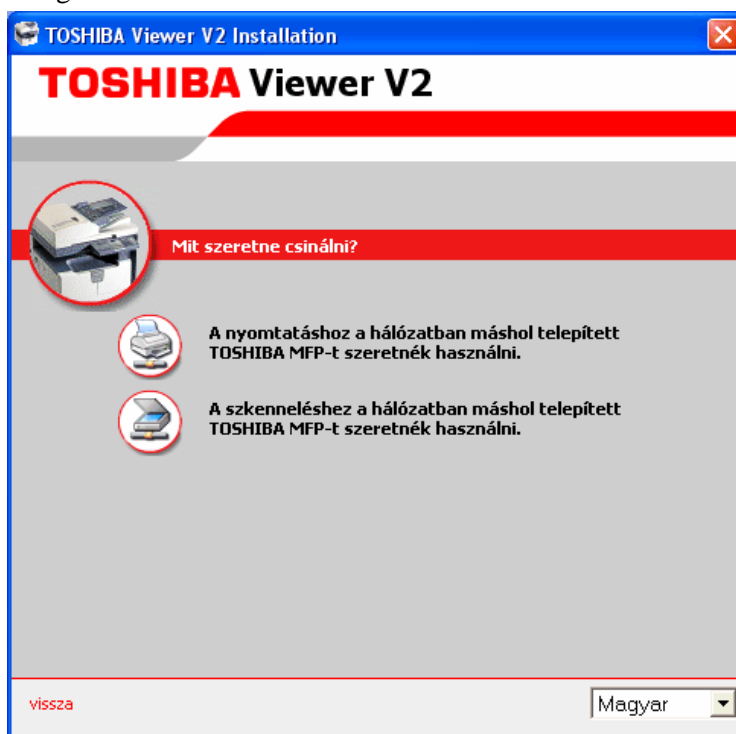 TOSHIBA Viewer V2 Installation
TOSHIBA Viewer V2
Mit szeretne csinálni?
A nyomtatáshoz a hálózatban máshol telepített
TOSHIBA MFP-t szeretnék használni.
A szkenneléshez a hálózatban máshol telepített
TOSHIBA MFP-t szeretnék használni.
vissza
Magyar